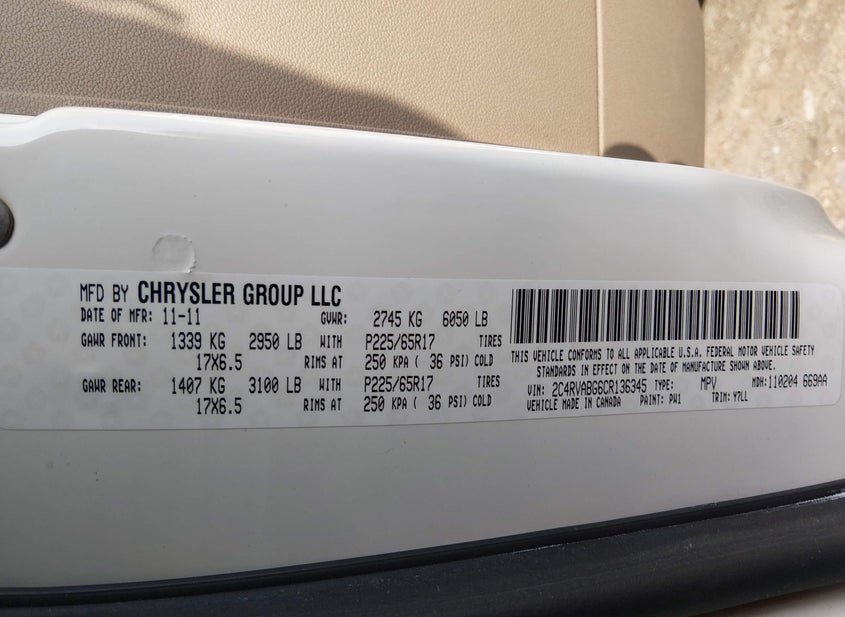 MFD BY CHRYSLER GROUP LLC
DATE OF MFR: 11-11 GVWR: 2745 KG 6050 LB
GAWR FRONT: 1339 KG 2950 LB WITH P225/65R17 TIRES
17X6.5 RIMS AT 250 KPA ( 36 PSI) COLD
GAWR REAR: 1407 KG 3100 LB WITH P225/65R17 TIRES
17X6.5 RIMS AT 250 KPA ( 36 PSI) COLD
THIS VEHICLE CONFORMS TO ALL APPLICABLE U.S.A. FEDERAL MOTOR VEHICLE SAFETY
STANDARDS IN EFFECT ON THE DATE OF MANUFACTURE SHOWN ABOVE.
VIN: 2C4RVABG6CR136345 TYPE: MPV MDH: 110204 669AA
VEHICLE MADE IN CANADA PAINT: PW1 TRIM: Y7LL